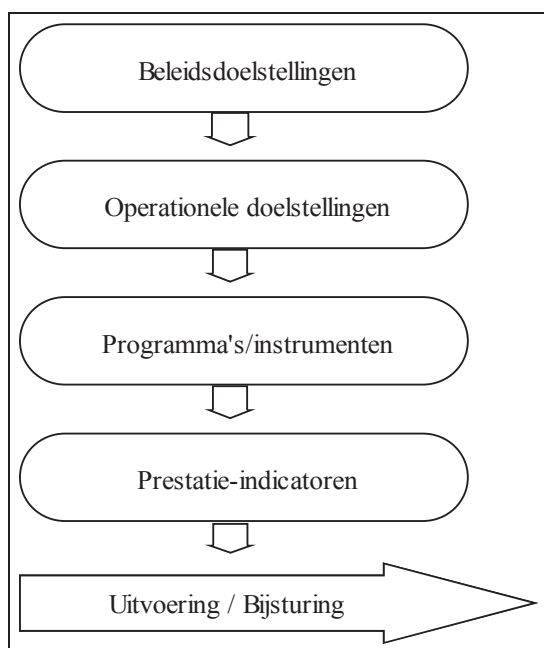 Beleidsdoelstellingen
Operationele doelstellingen
Programma's/instrumenten
Prestatie-indicatoren
Uitvoering / Bijsturing